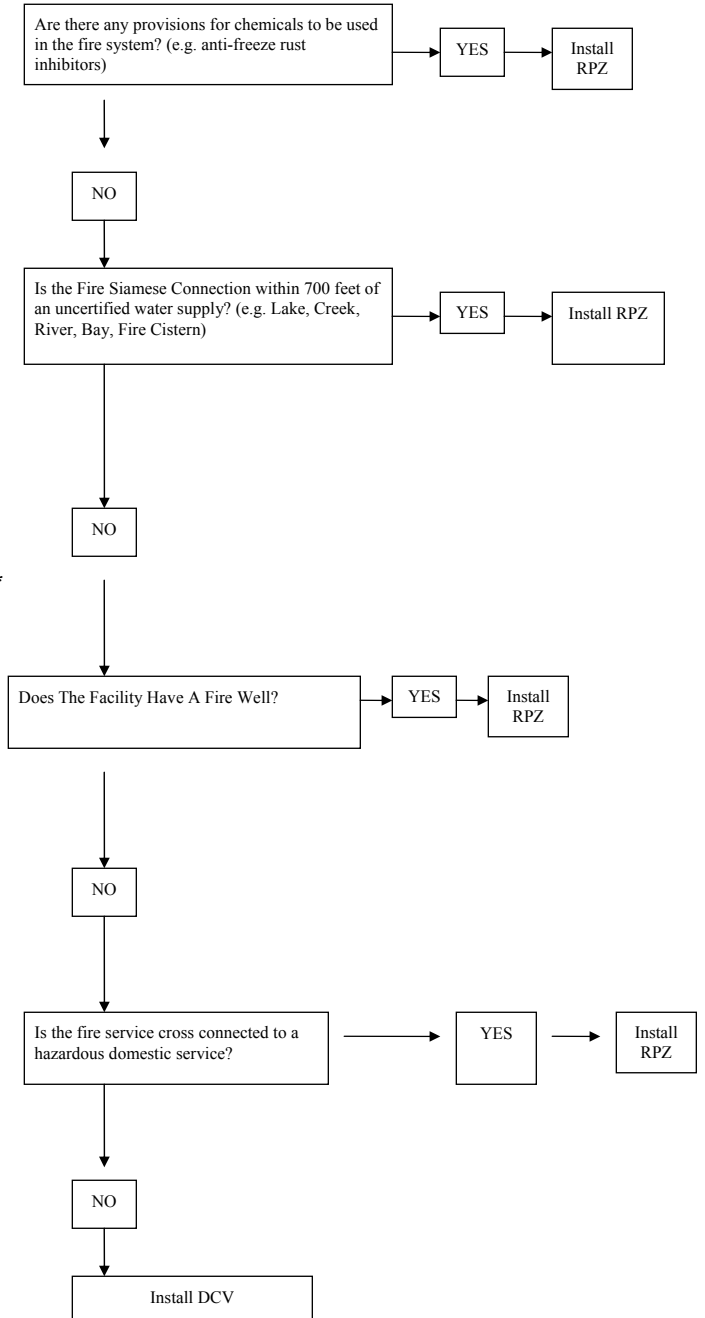 Are there any provisions for chemicals to be used
in the fire system? (e.g. anti-freeze rust
inhibitors)
YES
Install
RPZ
NO
Is the Fire Siamese Connection within 700 feet of
an uncertified water supply? (e.g. Lake, Creek,
River, Bay, Fire Cistern)
YES
Install RPZ
NO
Does The Facility Have A Fire Well?
YES
Install
RPZ
NO
Is the fire service cross connected to a
hazardous domestic service?
YES
Install
RPZ
NO
Install DCV